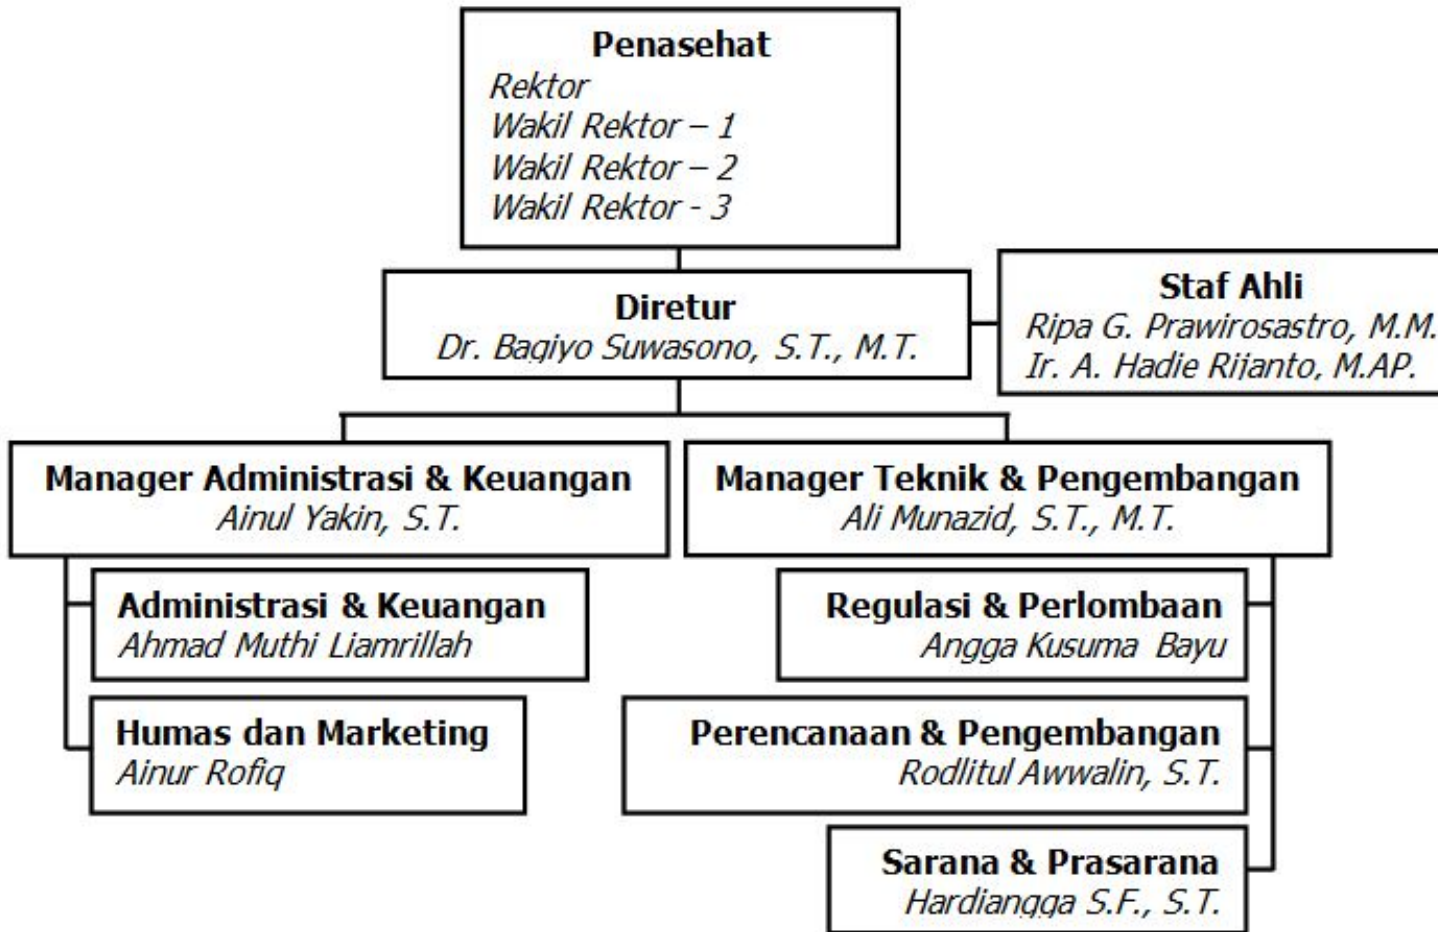 Penasehat
Rektor
Wakil Rektor – 1
Wakil Rektor – 2
Wakil Rektor - 3
Diretur
Dr. Bagiyo Suwasono, S.T., M.T.
Staf Ahli
Ripa G. Prawirosastro, M.M.
Ir. A. Hadie Rijanto, M.AP.
Manager Administrasi & Keuangan
Ainul Yakin, S.T.
Manager Teknik & Pengembangan
Ali Munazid, S.T., M.T.
Administrasi & Keuangan
Ahmad Muthi Liamrillah
Humas dan Marketing
Ainur Rofiq
Regulasi & Perlombaan
Angga Kusuma Bayu
Perencanaan & Pengembangan
Rodlitul Awwalin, S.T.
Sarana & Prasarana
Hardiangga S.F., S.T.